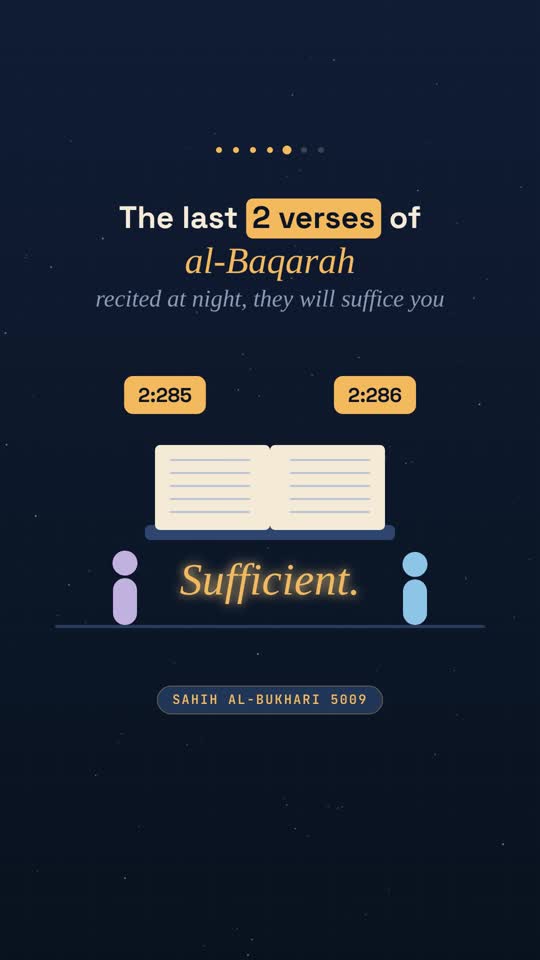 The last 2 verses of
al-Baqarah
recited at night, they will suffice you
2:285 2:286
Sufficient.
SAHIH AL-BUKHARI 5009